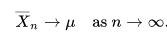 X̅ₙ → μ as n → ∞.